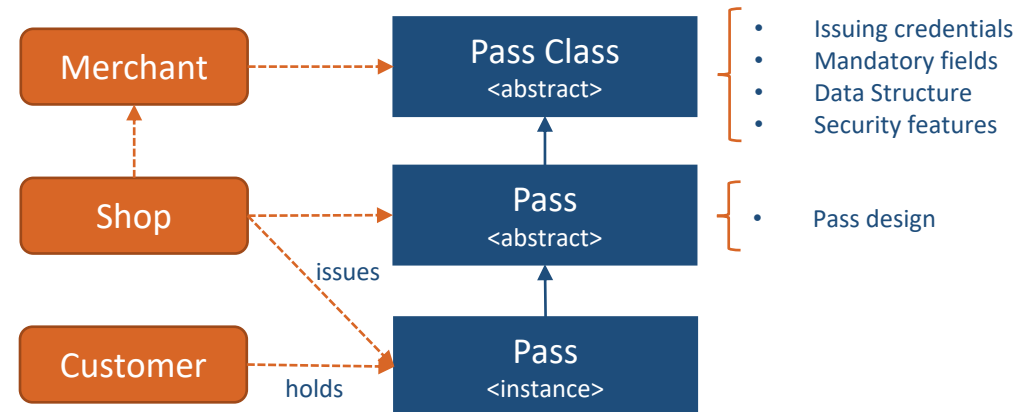 Merchant
Pass Class
<abstract>
• Issuing credentials
• Mandatory fields
• Data Structure
• Security features
Shop
Pass
<abstract>
• Pass design
issues
Customer
Pass
<instance>
holds